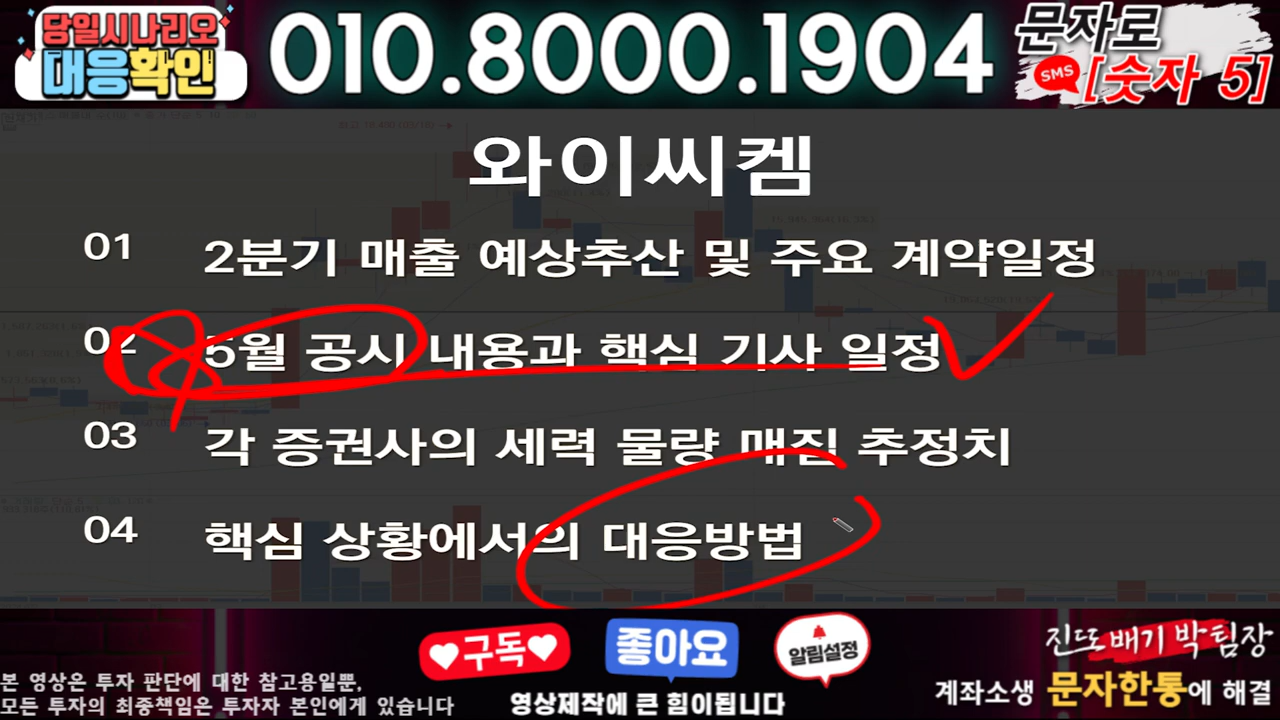 당일시나리오
대응확인
010.8000.1904
문자로
SMS
[숫자 5]
와이씨켐
01 2분기 매출 예상추산 및 주요 계약일정
02 5월 공시 내용과 핵심 기사 일정
03 각 증권사의 세력 물량 매집 추정치
04 핵심 상황에서의 대응방법
구독
좋아요
알림설정
영상제작에 큰 힘이됩니다
본 영상은 투자 판단에 대한 참고용일뿐,
모든 투자의 최종책임은 투자자 본인에게 있습니다
진또배기 박팀장
계좌소생 문자한통에 해결